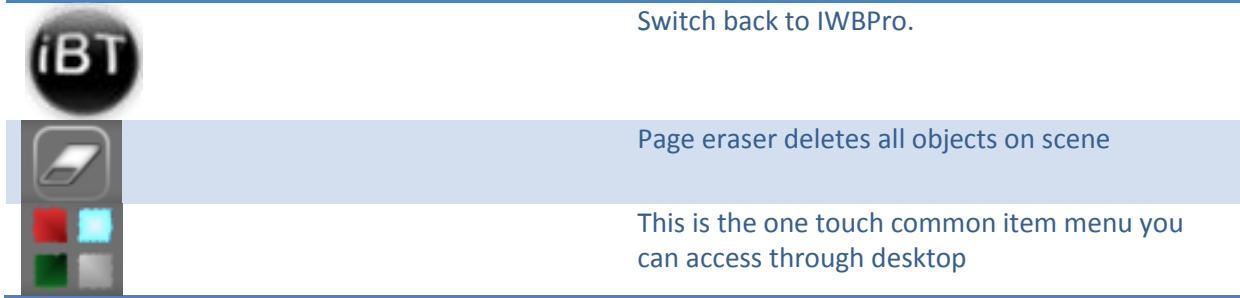 iBT
Switch back to IWBPro.
Page eraser deletes all objects on scene
This is the one touch common item menu you
can access through desktop